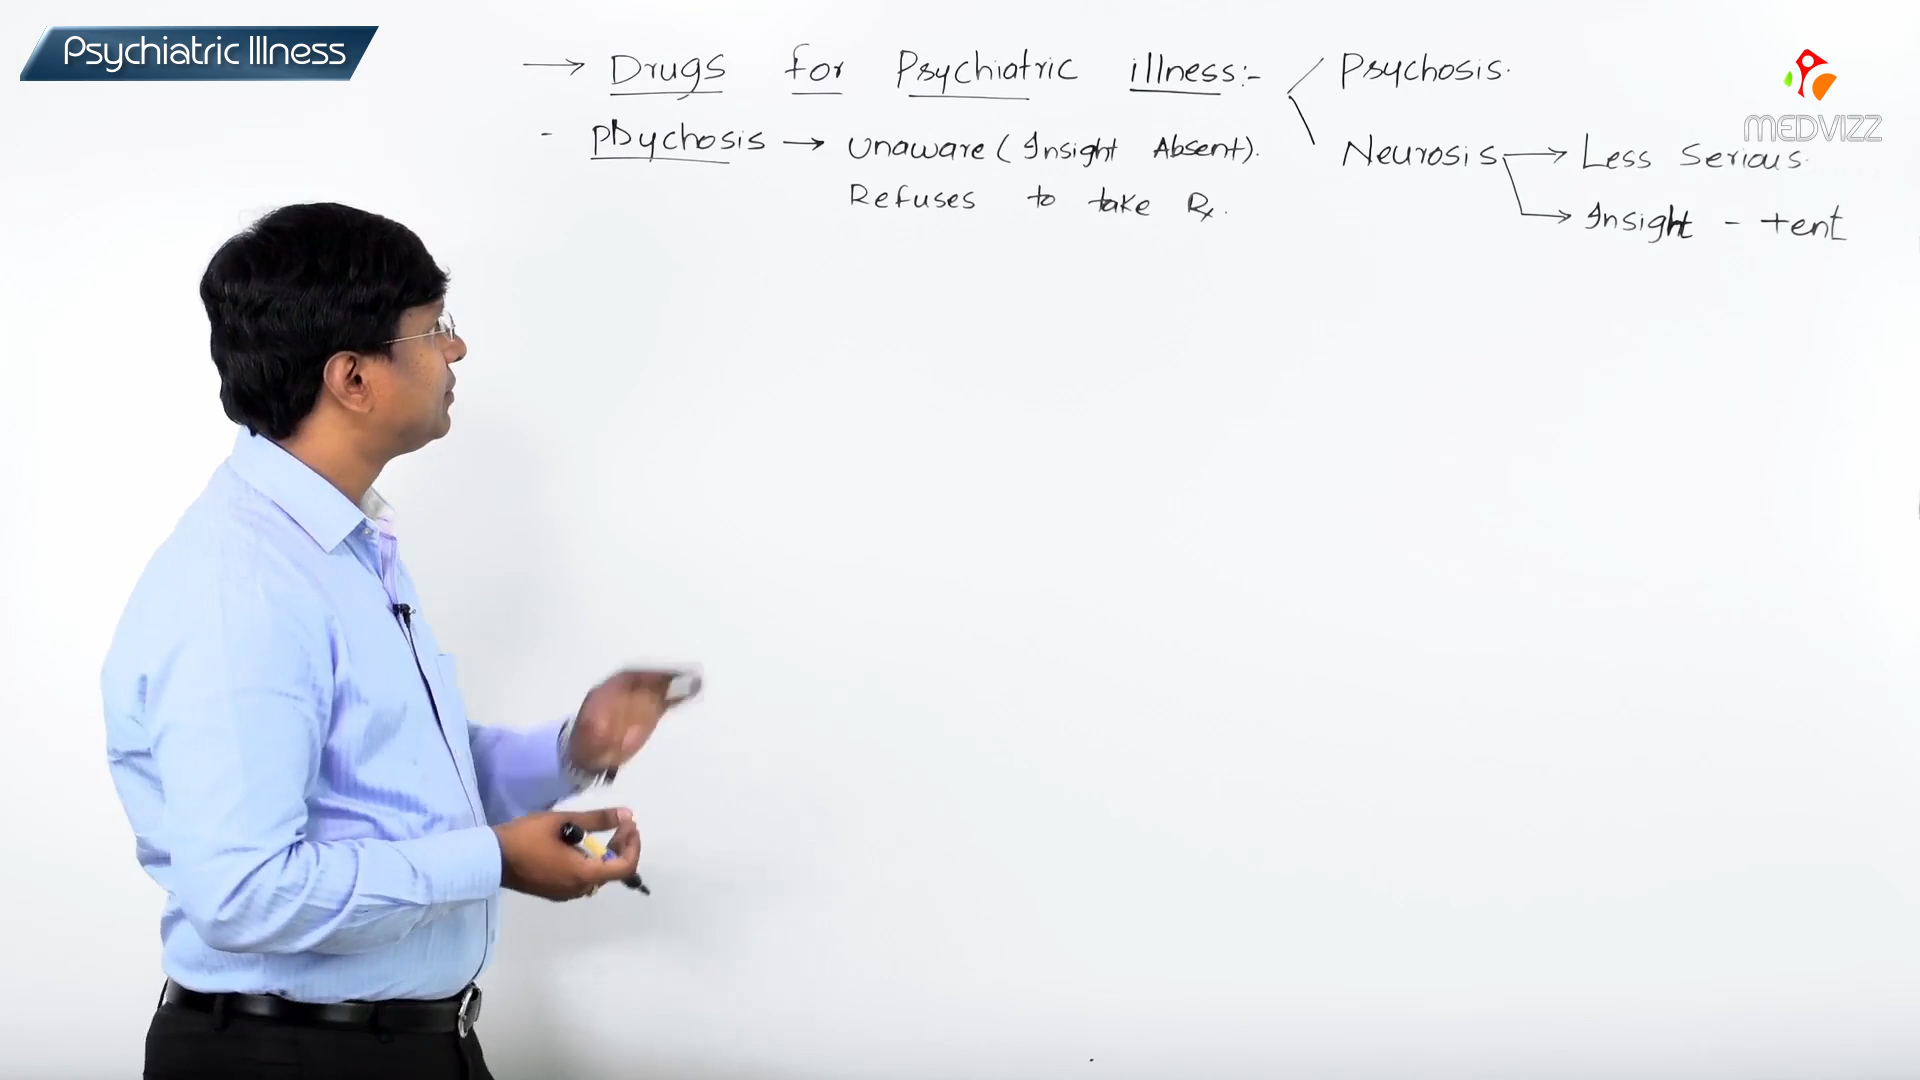 Psychiatric Illness
→ Drugs for Psychiatric illness:- Psychosis.
MEDVIZZ
- Psychosis → Unaware (Insight Absent). Neurosis → Less Serious.
Refuses to take Rx. → Insight - +ent